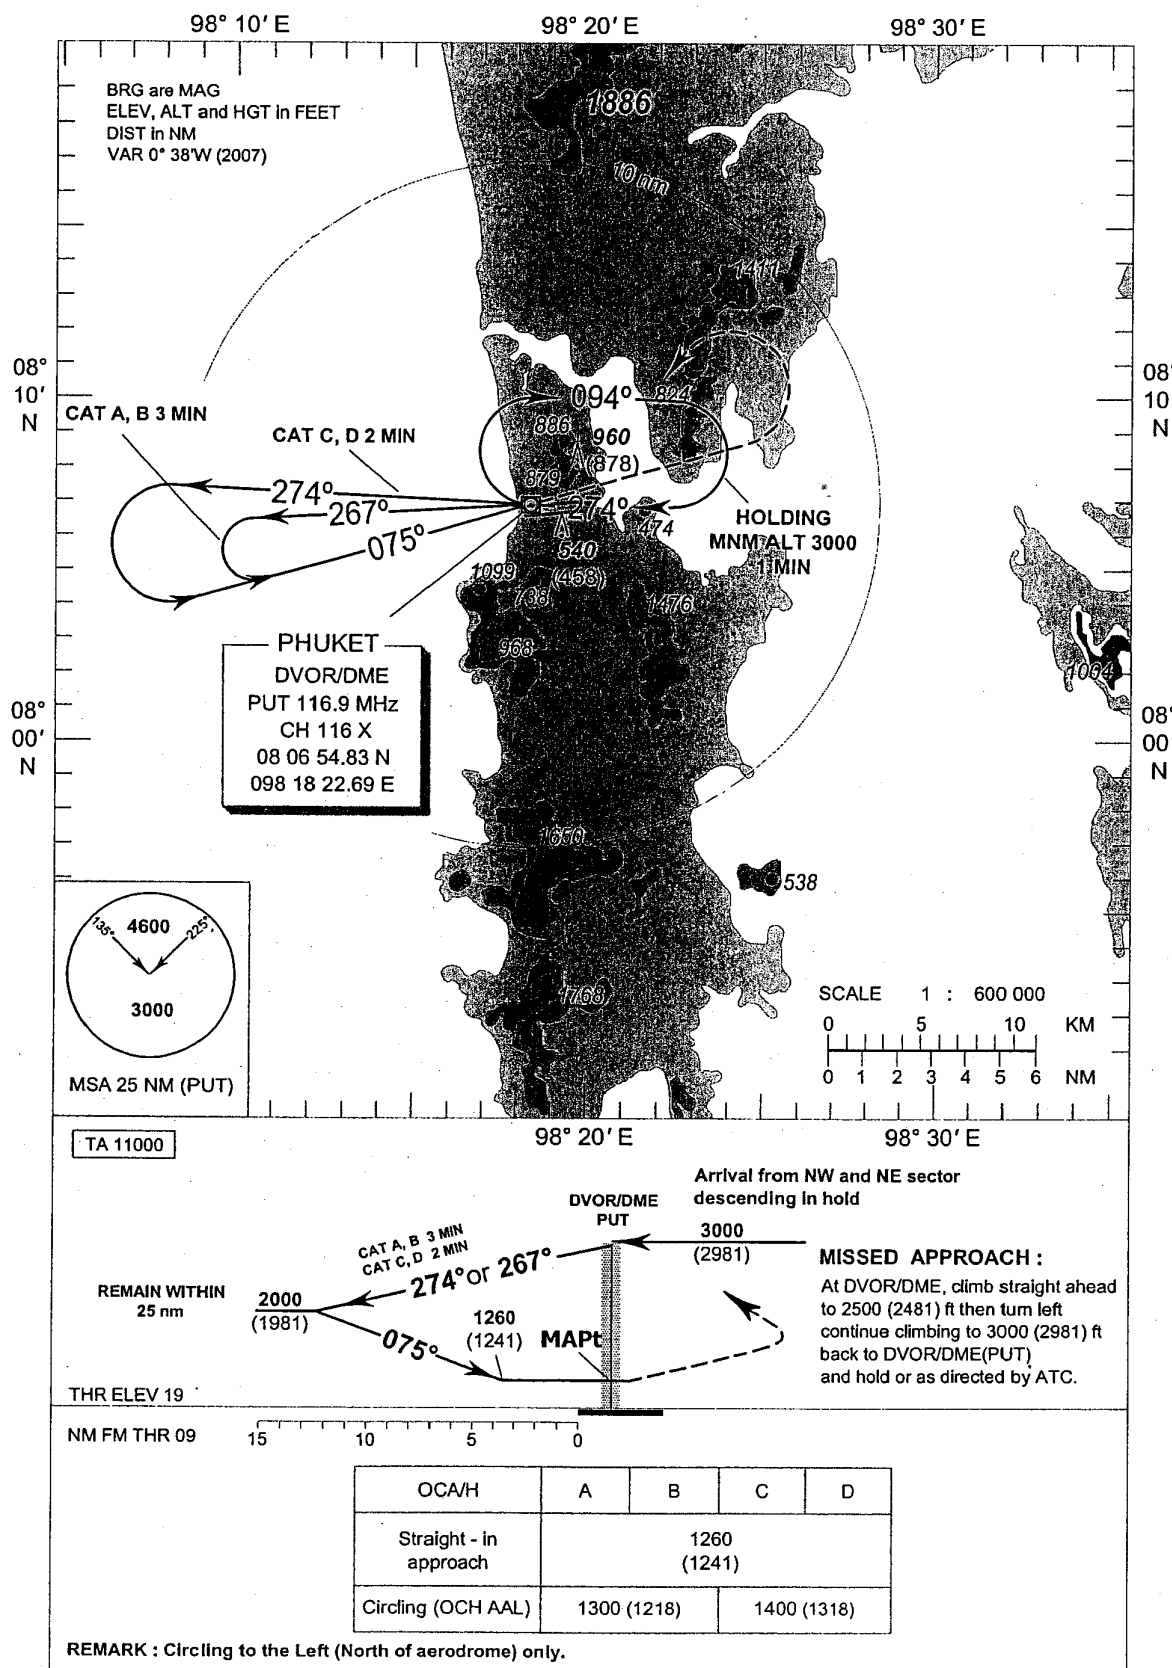 98° 10′ E
98° 20′ E
98° 30′ E
BRG are MAG
ELEV, ALT and HGT in FEET
DIST in NM
VAR 0° 38'W (2007)
1886
10 nm
1411
08°
10′
N
08°
10
N
CAT A, B 3 MIN
CAT C, D 2 MIN
094°
824
886
960
(878)
879
274°
267°
075°
274°
474
HOLDING
MNM ALT 3000
1 MIN
540
(458)
1099
738
1476
968
1004
PHUKET
DVOR/DME
PUT 116.9 MHz
CH 116 X
08 06 54.83 N
098 18 22.69 E
08°
00′
N
08°
00
N
1650
538
1768
135°
4600
225°
3000
MSA 25 NM (PUT)
SCALE 1 : 600 000
0 5 10 KM
0 1 2 3 4 5 6 NM
98° 20′ E
98° 30′ E
TA 11000
Arrival from NW and NE sector
descending in hold
DVOR/DME
PUT
3000
(2981)
CAT A, B 3 MIN
CAT C, D 2 MIN
274° or 267°
REMAIN WITHIN
25 nm
2000
(1981)
075°
1260
(1241)
MAPt
MISSED APPROACH :
At DVOR/DME, climb straight ahead
to 2500 (2481) ft then turn left
continue climbing to 3000 (2981) ft
back to DVOR/DME(PUT)
and hold or as directed by ATC.
THR ELEV 19
NM FM THR 09
15 10 5 0
OCA/H A B C D
Straight - in
approach
1260
(1241)
Circling (OCH AAL) 1300 (1218) 1400 (1318)
REMARK : Circling to the Left (North of aerodrome) only.